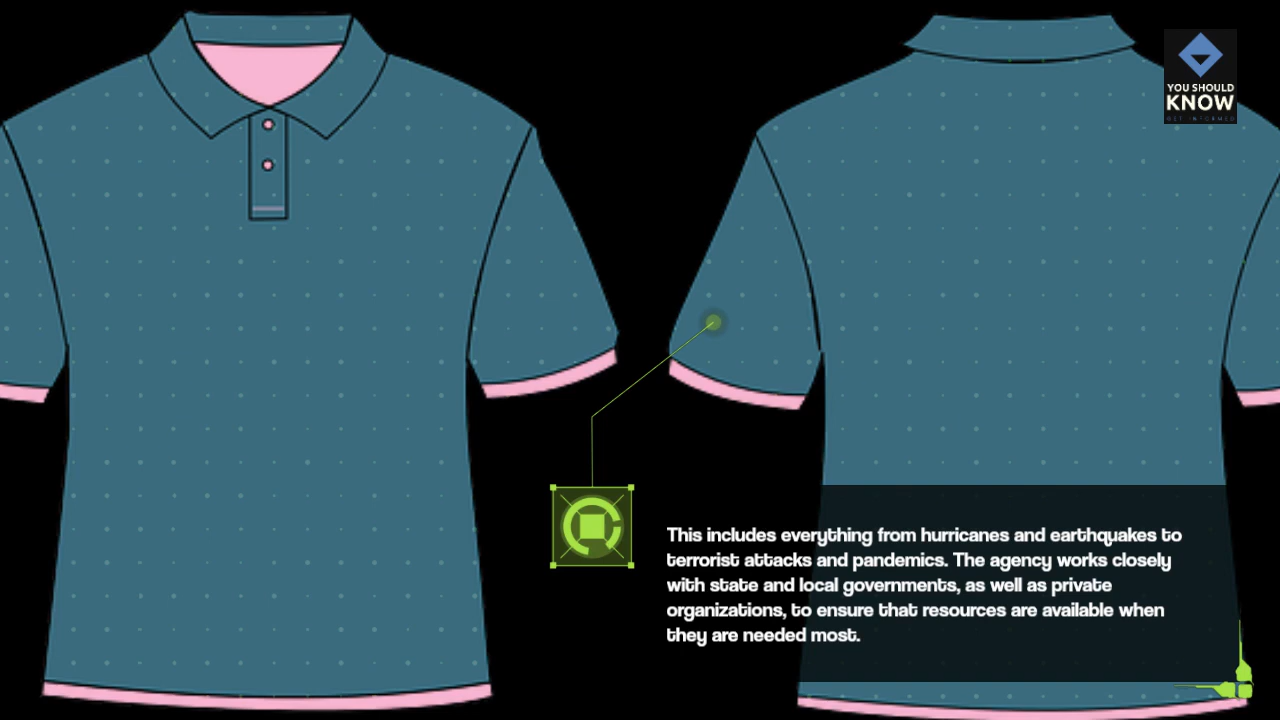 YOU SHOULD
KNOW
GET INFORMED
This includes everything from hurricanes and earthquakes to
terrorist attacks and pandemics. The agency works closely
with state and local governments, as well as private
organizations, to ensure that resources are available when
they are needed most.